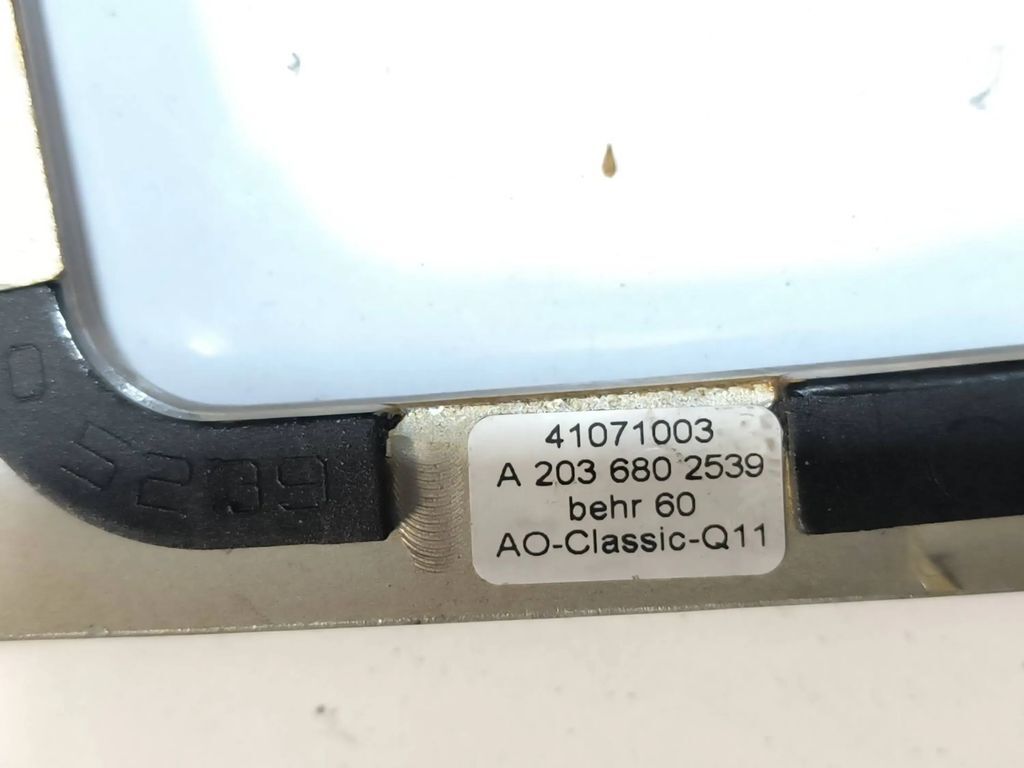 41071003
A 203 680 2539
behr 60
AO-Classic-Q11